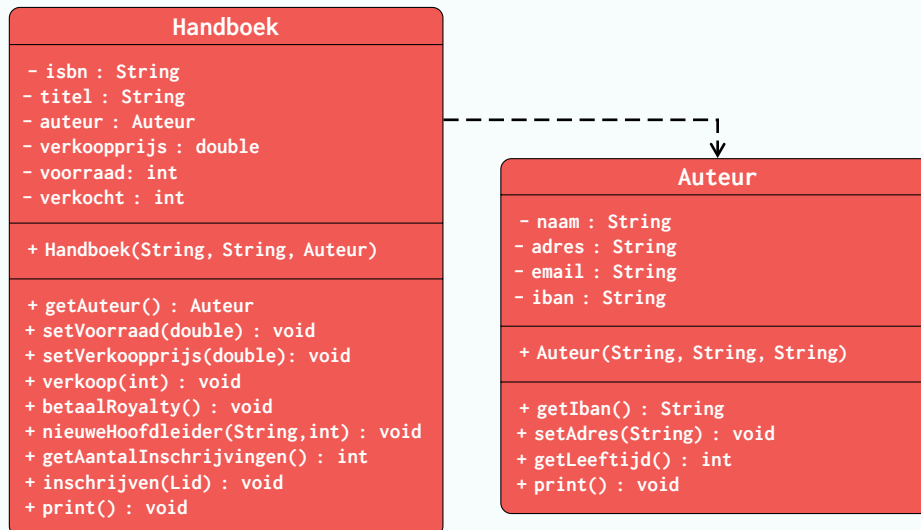 Handboek
- isbn : String
- titel : String
- auteur : Auteur
- verkoopprijs : double
- voorraad: int
- verkocht : int
+ Handboek(String, String, Auteur)
+ getAuteur() : Auteur
+ setVoorraad(double) : void
+ setVerkoopprijs(double): void
+ verkoop(int) : void
+ betaalRoyalty() : void
+ nieuweHoofdleider(String,int) : void
+ getAantalInschrijvingen() : int
+ inschrijven(Lid) : void
+ print() : void
Auteur
- naam : String
- adres : String
- email : String
- iban : String
+ Auteur(String, String, String)
+ getIban() : String
+ setAdres(String) : void
+ getLeeftijd() : int
+ print() : void